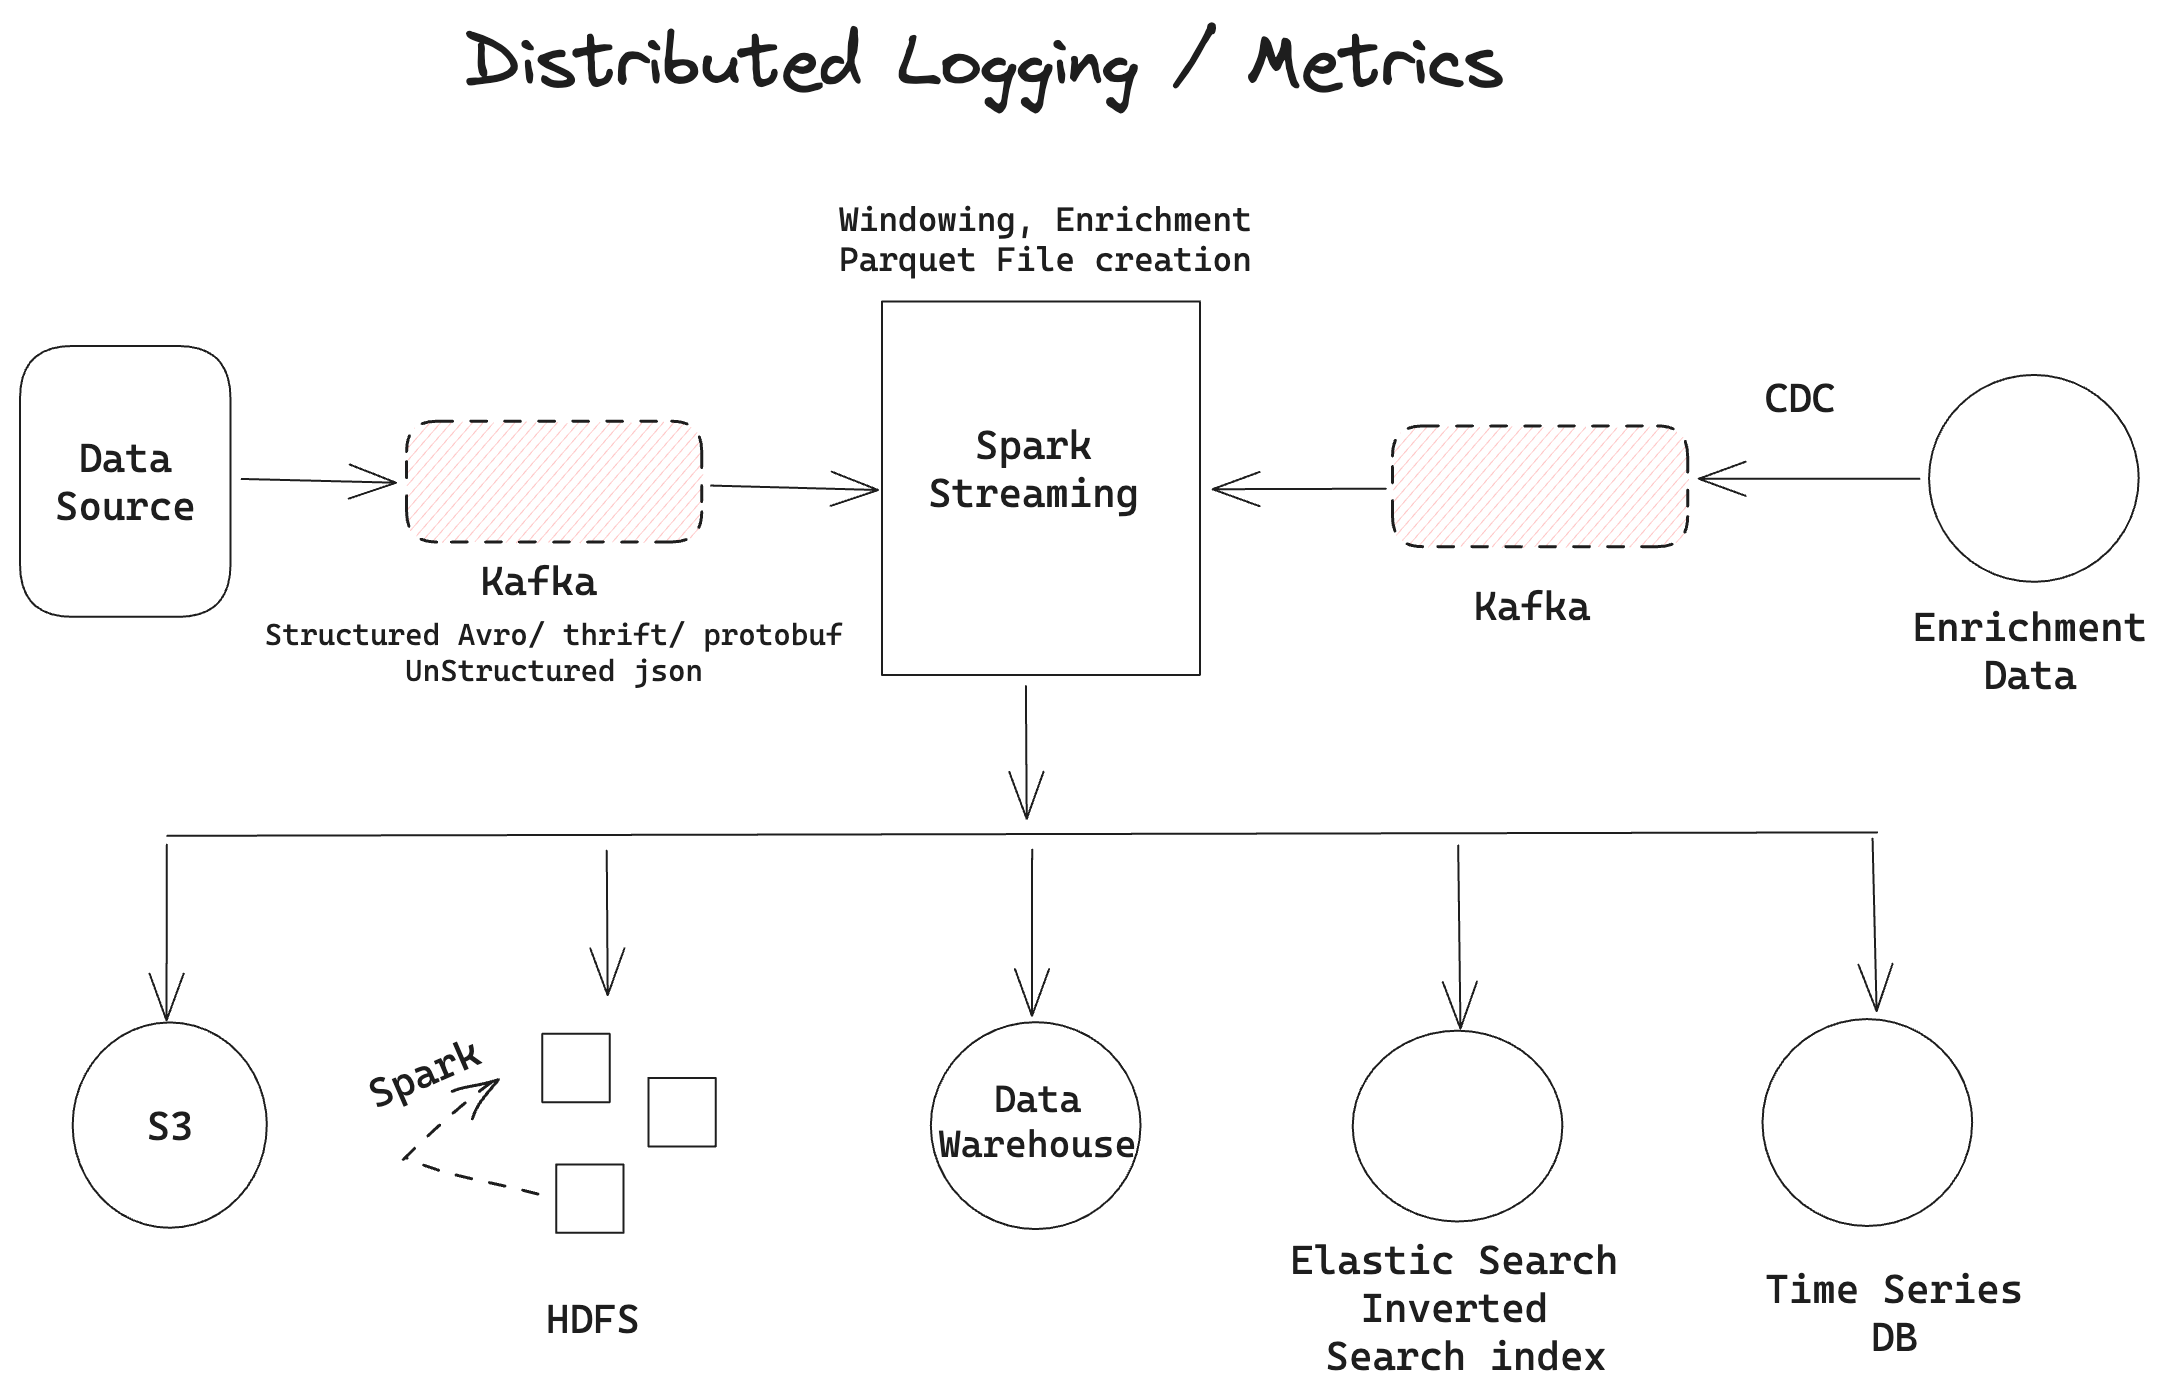 Distributed Logging / Metrics
Windowing, Enrichment
Parquet File creation
Data
Source
Kafka
Structured Avro/ thrift/ protobuf
UnStructured json
Spark
Streaming
Kafka
CDC
Enrichment
Data
S3
Spark
HDFS
Data
Warehouse
Elastic Search
Inverted
Search index
Time Series
DB